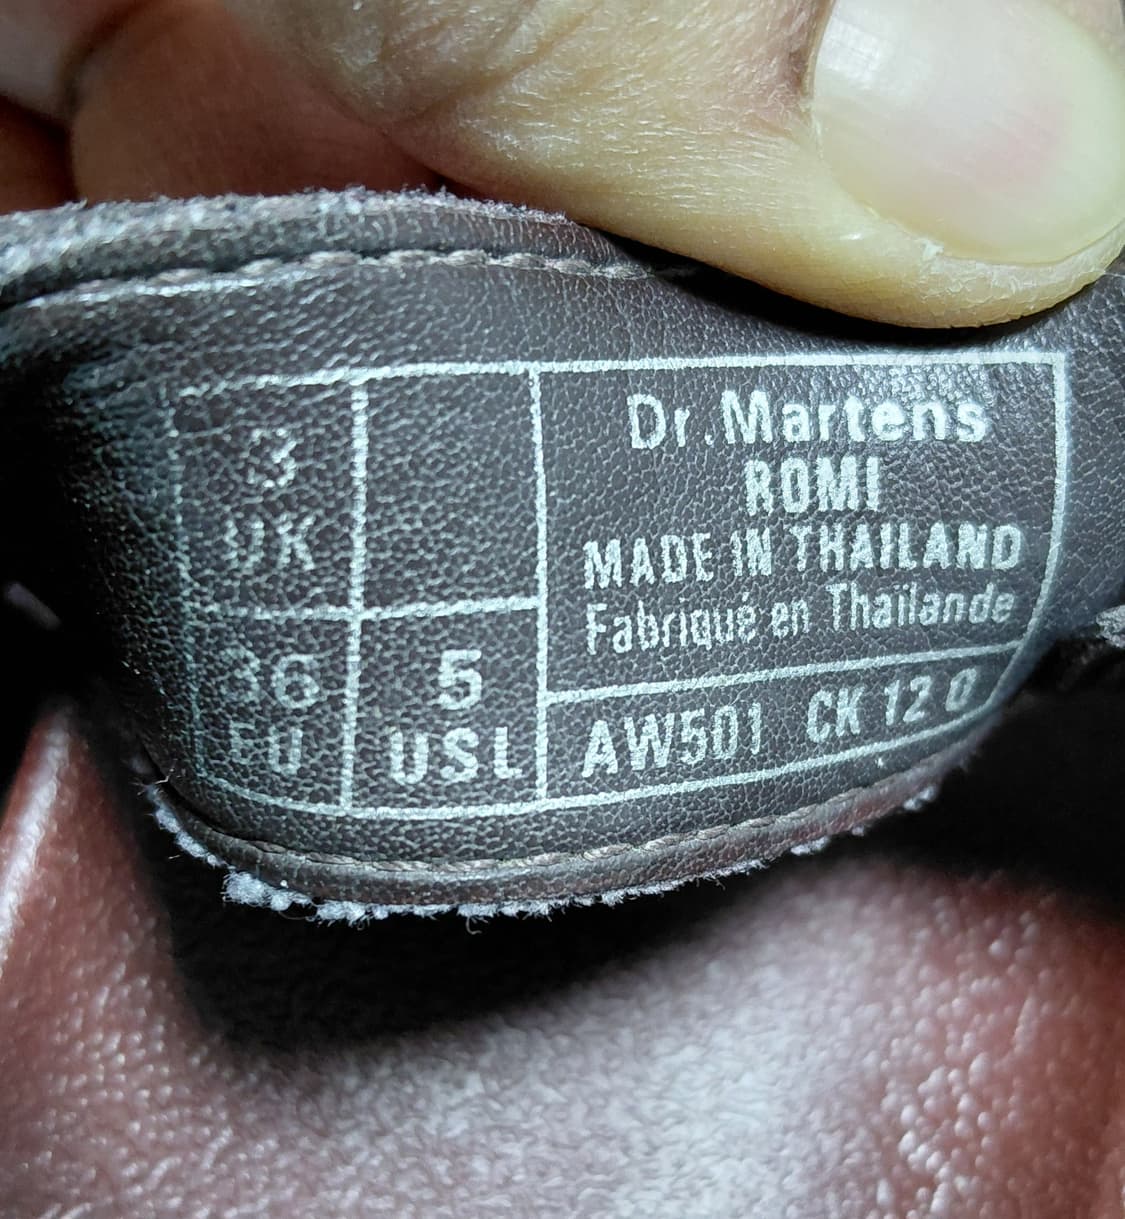 3
UK
36
EU
5
USL
Dr.Martens
ROMI
MADE IN THAILAND
Fabriqué en Thaïlande
AW501 CK 12 0